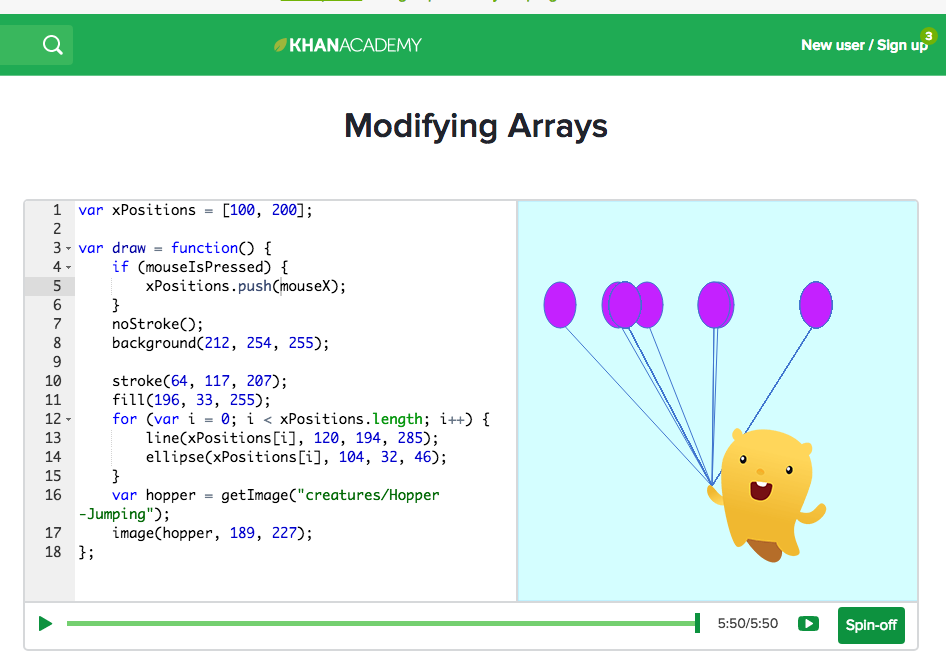 KHANACADEMY
New user / Sign up
3
Modifying Arrays
1 var xPositions = [100, 200];
2
3 var draw = function() {
4 if (mouseIsPressed) {
5 xPositions.push(mouseX);
6 }
7 noStroke();
8 background(212, 254, 255);
9
10 stroke(64, 117, 207);
11 fill(196, 33, 255);
12 for (var i = 0; i < xPositions.length; i++) {
13 line(xPositions[i], 120, 194, 285);
14 ellipse(xPositions[i], 104, 32, 46);
15 }
16 var hopper = getImage("creatures/Hopper
-Jumping");
17 image(hopper, 189, 227);
18 };
5:50/5:50
Spin-off